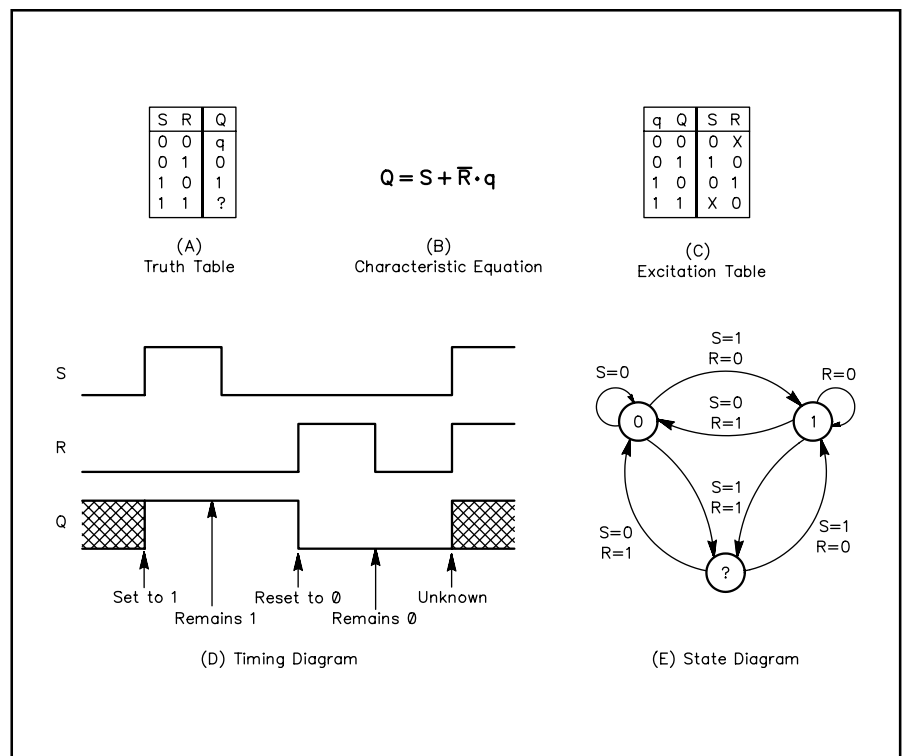 S R Q
0 0 q
0 1 0
1 0 1
1 1 ?
(A)
Truth Table
Q = S + R̅·q
(B)
Characteristic Equation
q Q S R
0 0 0 X
0 1 1 0
1 0 0 1
1 1 X 0
(C)
Excitation Table
S
R
Q
Set to 1
Remains 1
Reset to 0
Remains 0
Unknown
(D) Timing Diagram
S=1
R=0
S=0
R=0
S=0
R=1
0
1
S=1
R=1
S=0
R=1
S=1
R=0
?
(E) State Diagram